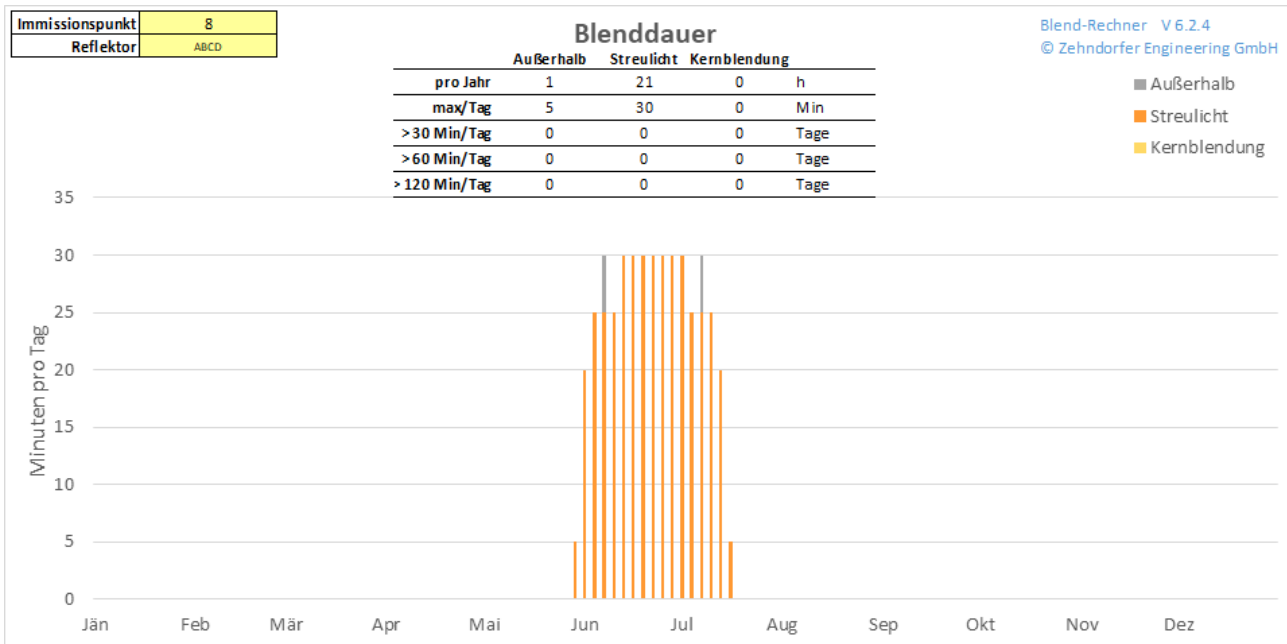 Immissionspunkt 8
Reflektor ABCD
Blenddauer
Blend-Rechner V 6.2.4
© Zehndorfer Engineering GmbH
Außerhalb Streulicht Kernblendung
pro Jahr 1 21 0 h
max/Tag 5 30 0 Min
>30 Min/Tag 0 0 0 Tage
>60 Min/Tag 0 0 0 Tage
> 120 Min/Tag 0 0 0 Tage
Außerhalb
Streulicht
Kernblendung
Minuten pro Tag
35
30
25
20
15
10
5
0
Jän Feb Mär Apr Mai Jun Jul Aug Sep Okt Nov Dez